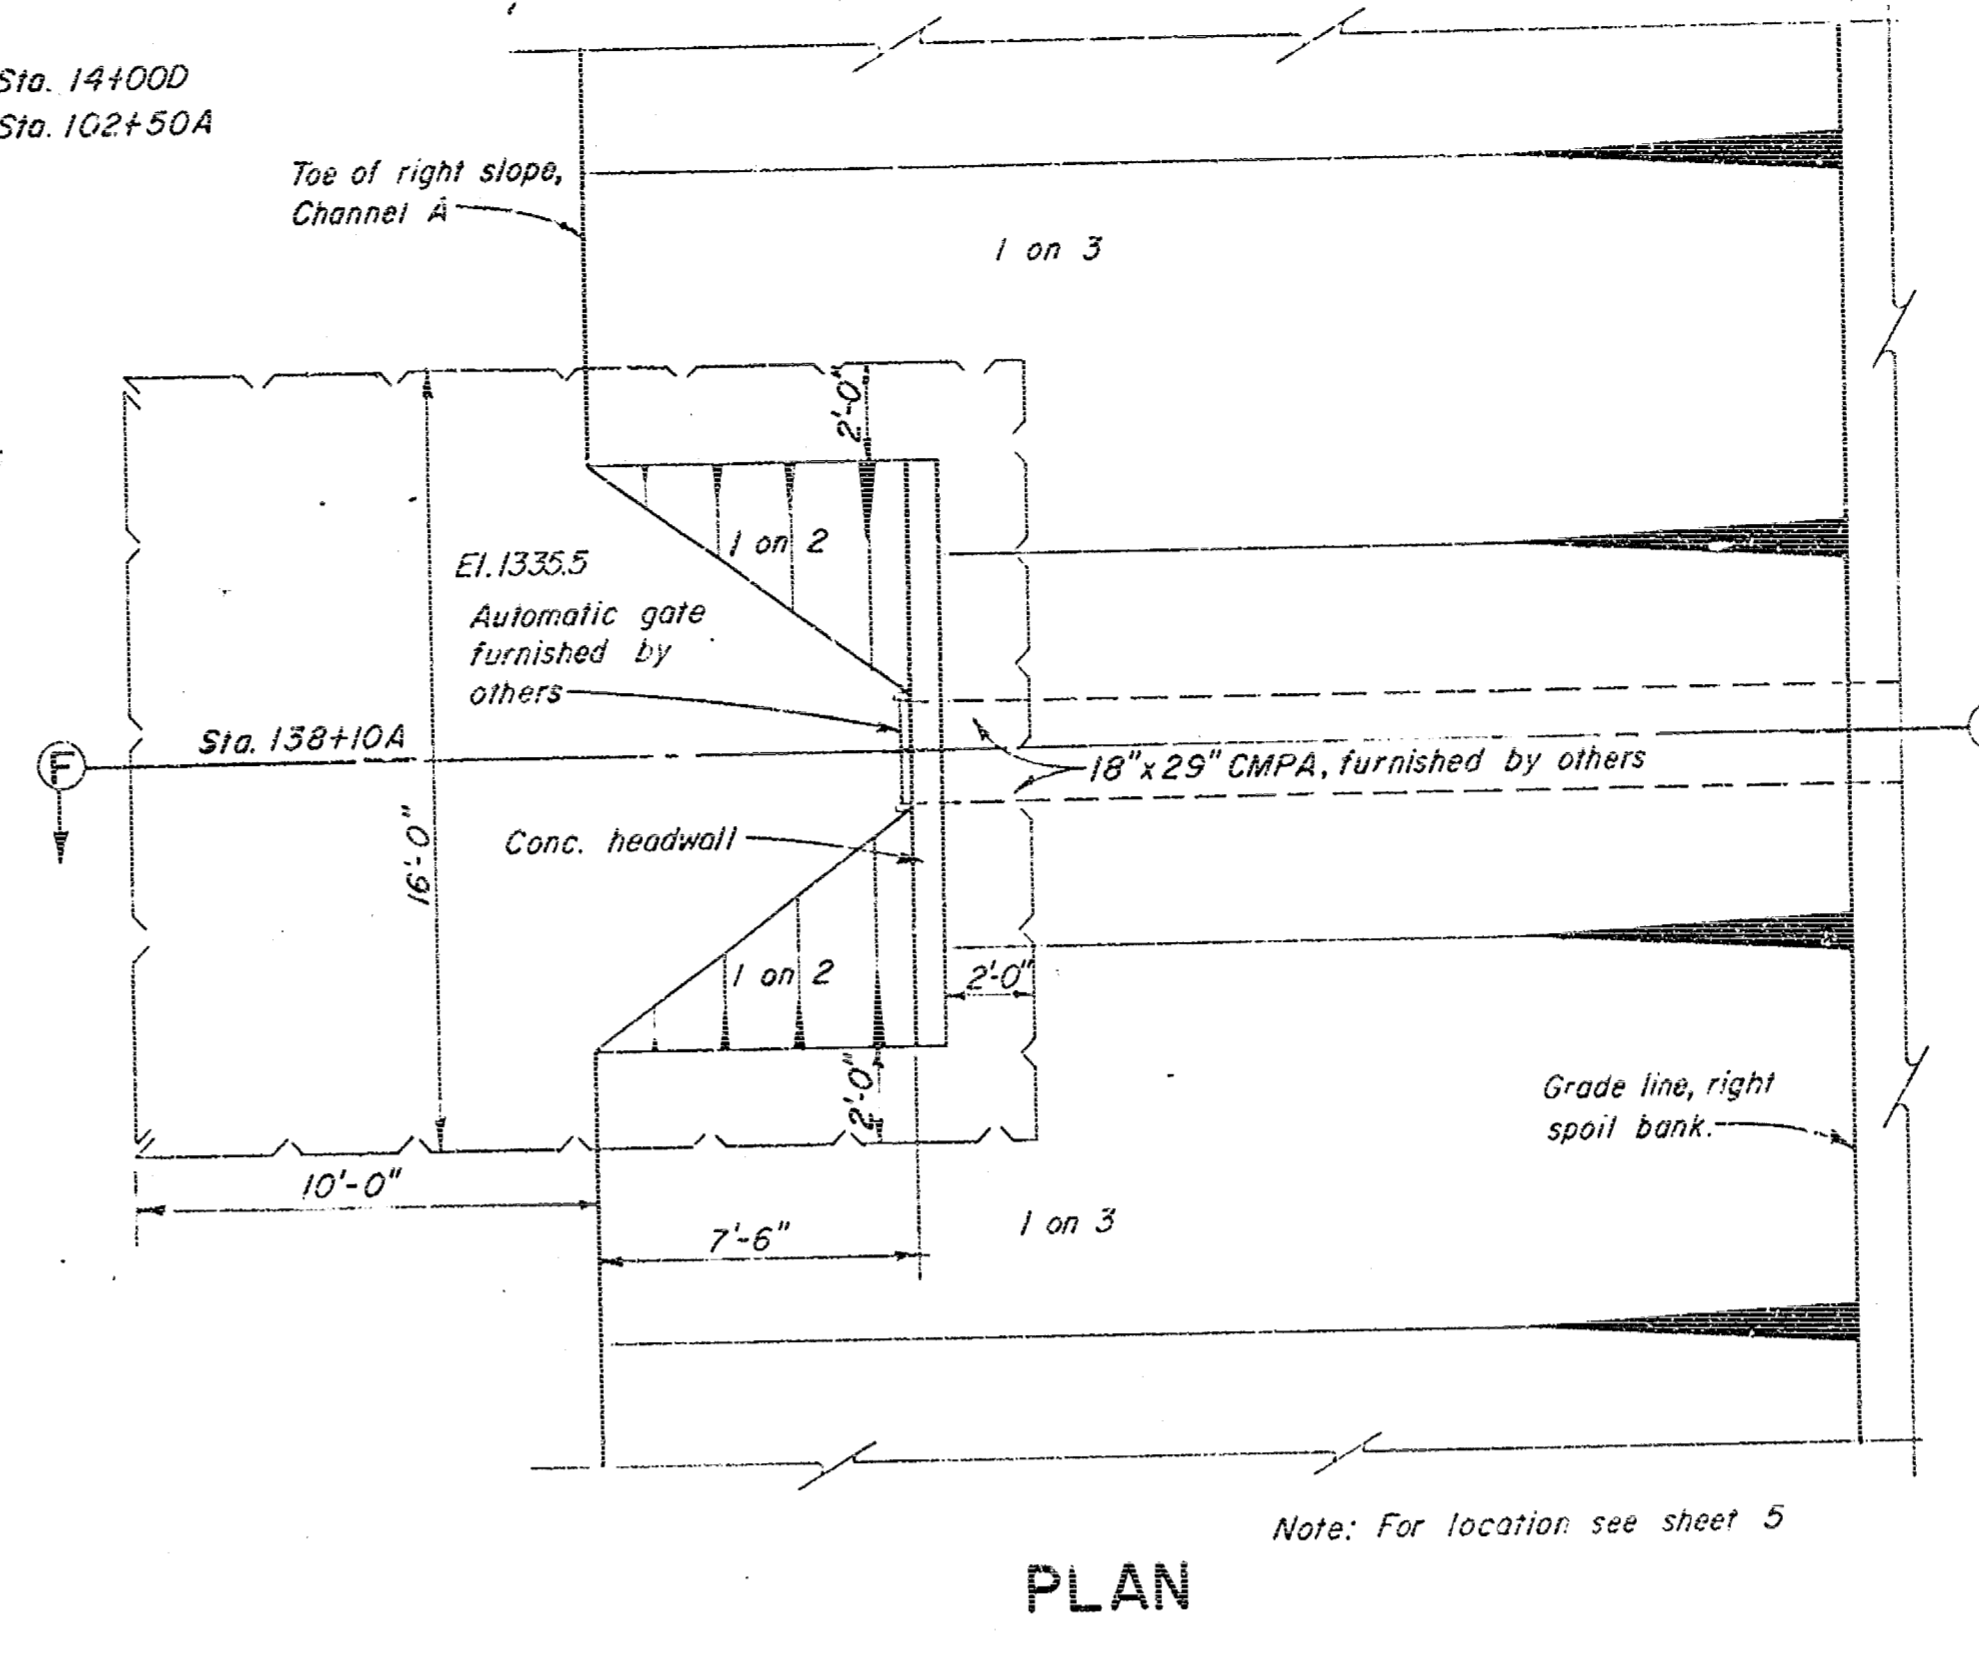 Sta. 14+00D
Sta. 102+50A
Toe of right slope,
Channel A
1 on 3
2'-0"
1 on 2
El. 1335.5
Automatic gate
furnished by
others
Sta. 138+10A
F
18"x29" CMPA, furnished by others
16'-0"
Conc. headwall
1 on 2
2'-0"
2'-0"
Grade line, right
spoil bank.
10'-0"
7'-6"
1 on 3
Note: For location see sheet 5
PLAN